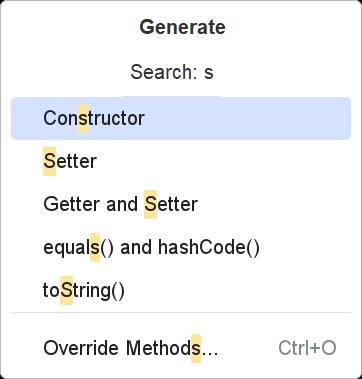 Generate
Search: s
Constructor
Setter
Getter and Setter
equals() and hashCode()
toString()
Override Methods... Ctrl+O